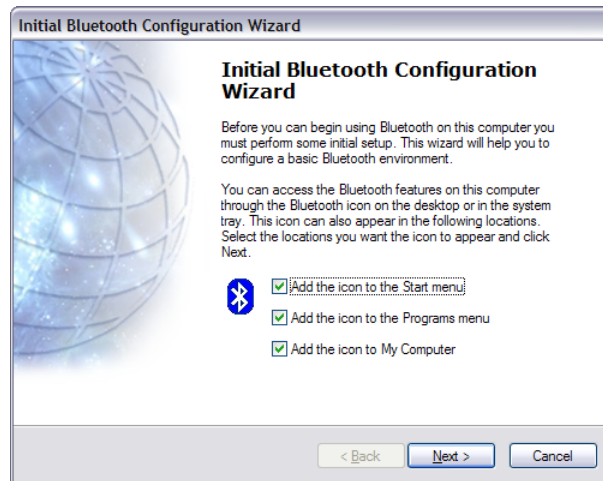 Initial Bluetooth Configuration Wizard
Initial Bluetooth Configuration
Wizard
Before you can begin using Bluetooth on this computer you
must perform some initial setup. This wizard will help you to
configure a basic Bluetooth environment.
You can access the Bluetooth features on this computer
through the Bluetooth icon on the desktop or in the system
tray. This icon can also appear in the following locations.
Select the locations you want the icon to appear and click
Next.
Add the icon to the Start menu
Add the icon to the Programs menu
Add the icon to My Computer
< Back Next > Cancel